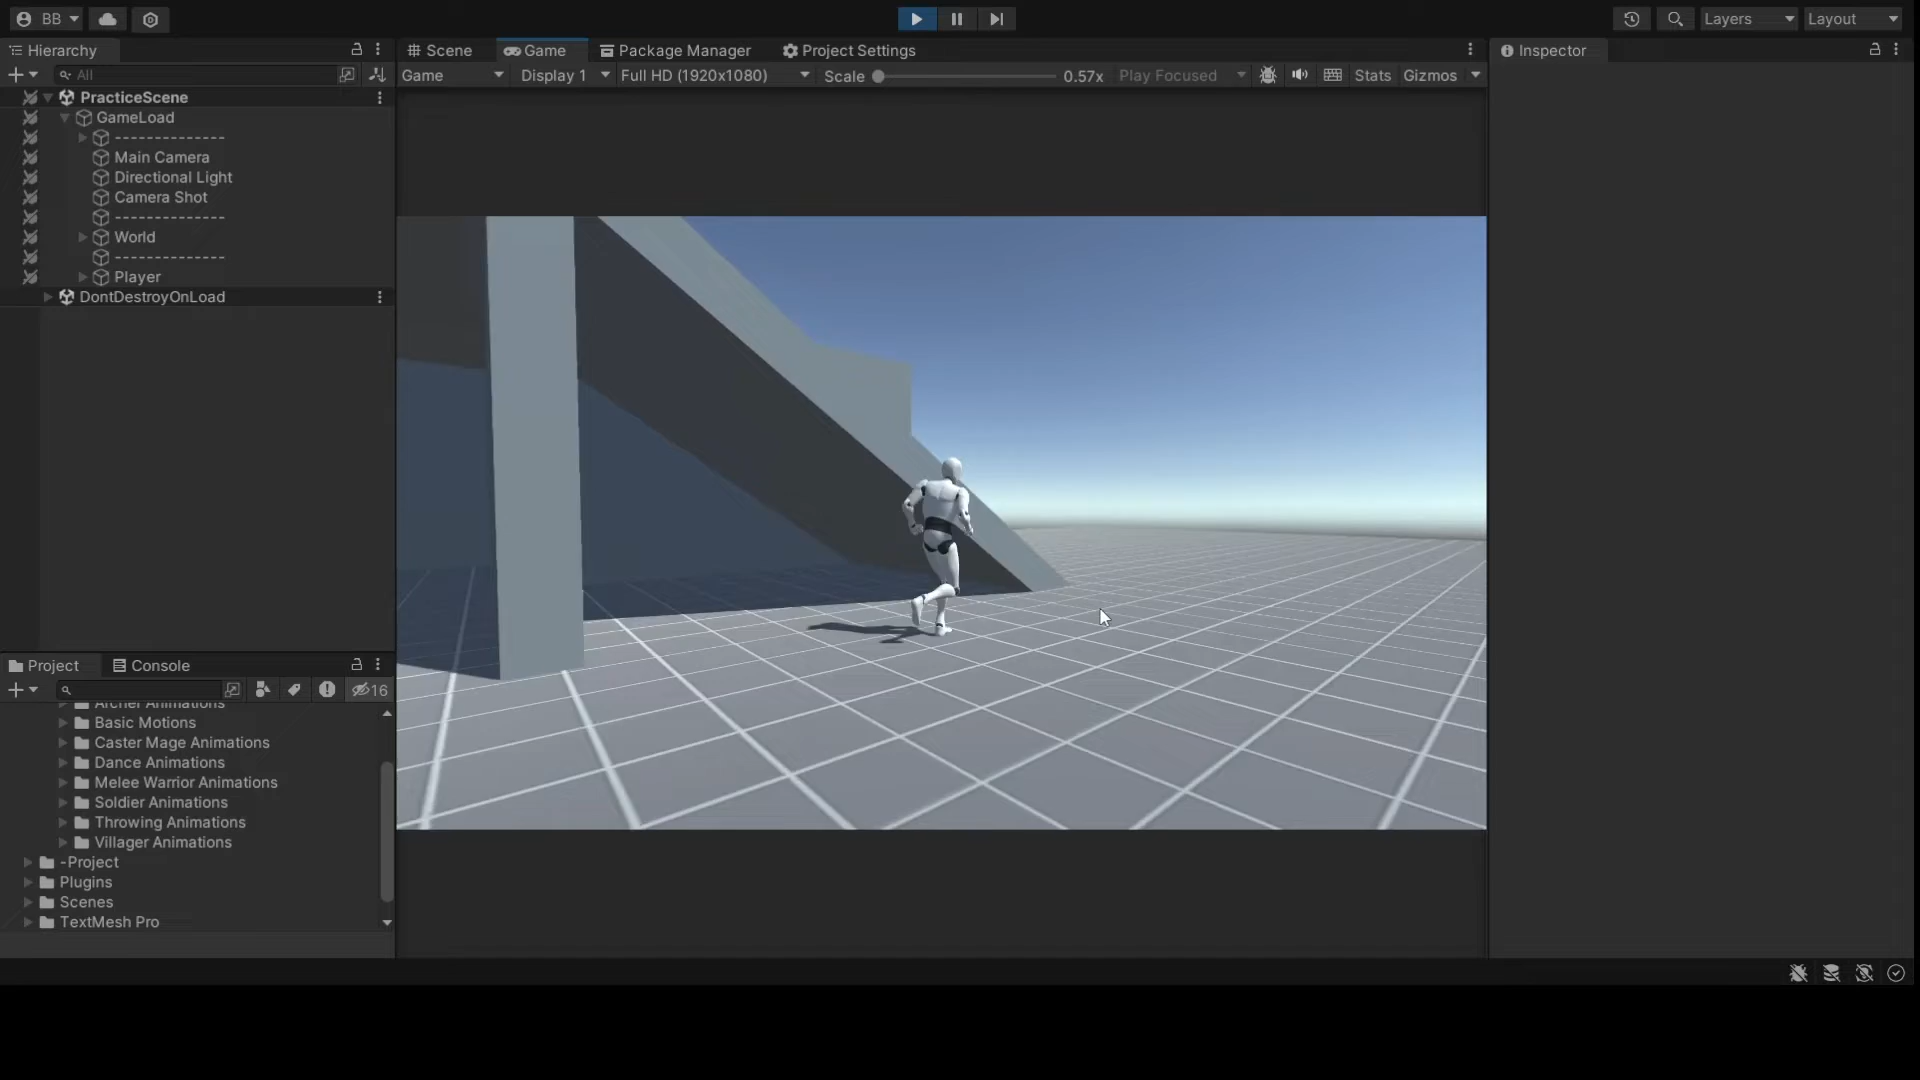 BB
Layers
Layout
Hierarchy
Scene
Game
Package Manager
Project Settings
Inspector
All
Game
Display 1
Full HD (1920x1080)
Scale
0.57x
Play Focused
Stats
Gizmos
PracticeScene
GameLoad
--------------
Main Camera
Directional Light
Camera Shot
--------------
World
--------------
Player
DontDestroyOnLoad
Project
Console
16
Archer Animations
Basic Motions
Caster Mage Animations
Dance Animations
Melee Warrior Animations
Soldier Animations
Throwing Animations
Villager Animations
-Project
Plugins
Scenes
TextMesh Pro